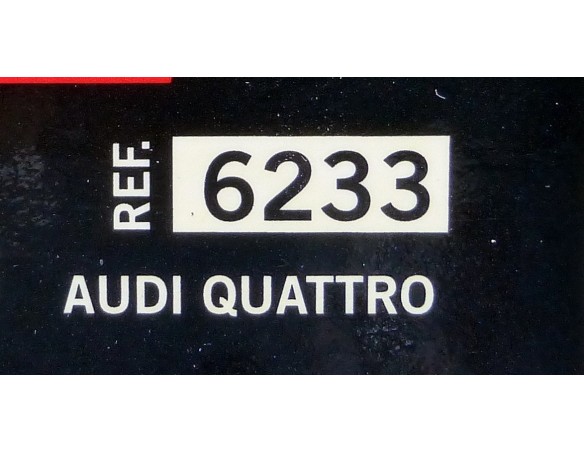 REF. 6233
AUDI QUATTRO